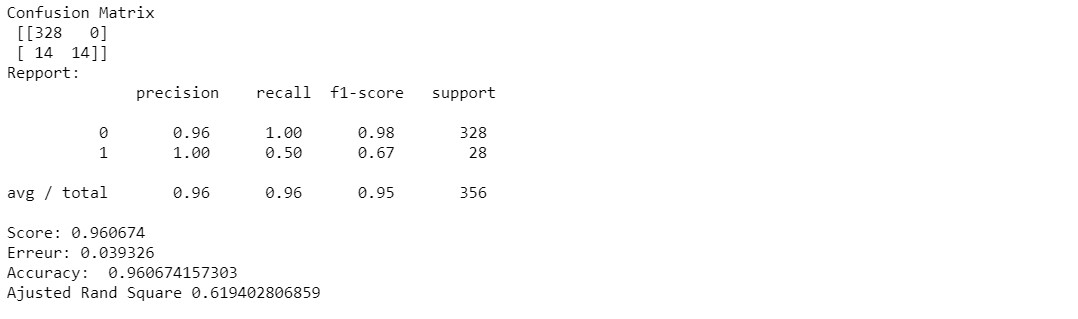 Confusion Matrix
[[328   0]
[ 14  14]]
Repport:
precision    recall  f1-score   support
0       0.96      1.00      0.98       328
1       1.00      0.50      0.67        28
avg / total       0.96      0.96      0.95       356
Score: 0.960674
Erreur: 0.039326
Accuracy:  0.960674157303
Ajusted Rand Square 0.619402806859